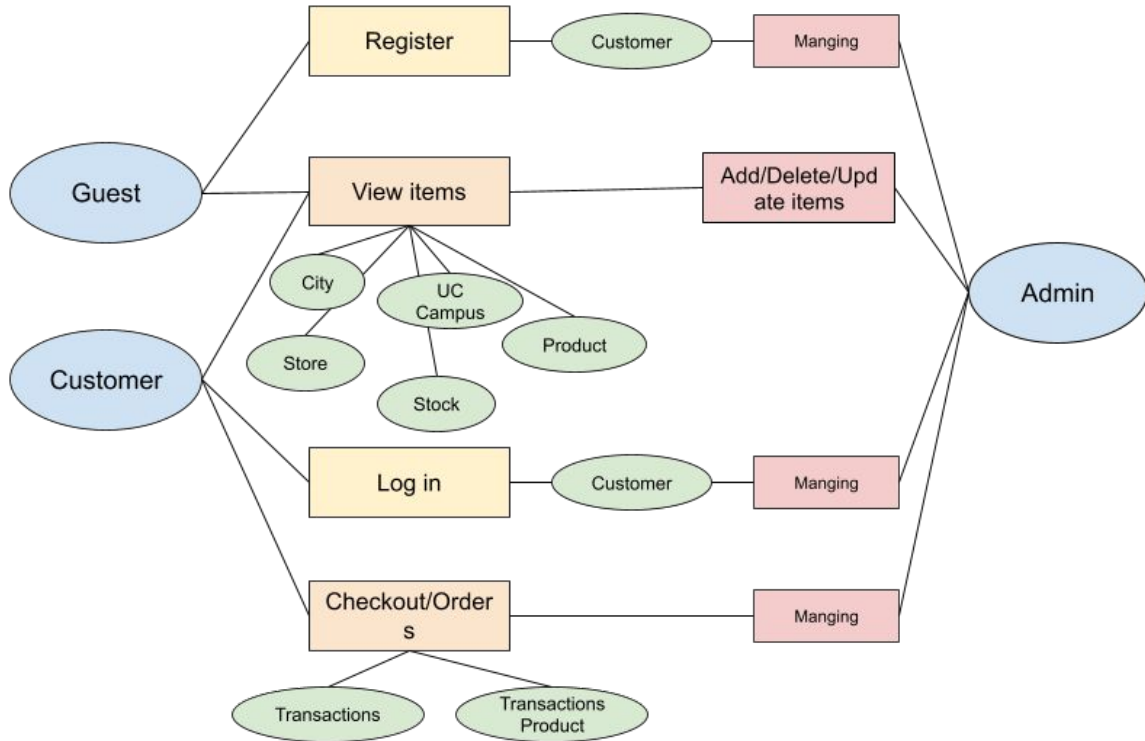 Register
Customer
Manging
Guest
View items
Add/Delete/Upd
ate items
City
UC
Campus
Admin
Store
Product
Customer
Stock
Log in
Customer
Manging
Checkout/Order
s
Manging
Transactions
Transactions
Product